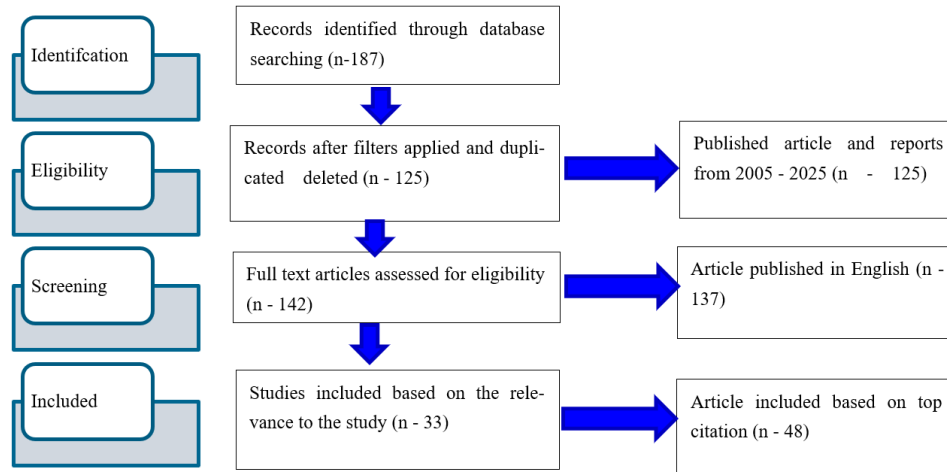 Identifcation
Records identified through database
searching (n-187)
Eligibility
Records after filters applied and dupli-
cated deleted (n - 125)
Published article and reports
from 2005 - 2025 (n - 125)
Screening
Full text articles assessed for eligibility
(n - 142)
Article published in English (n -
137)
Included
Studies included based on the rele-
vance to the study (n - 33)
Article included based on top
citation (n - 48)